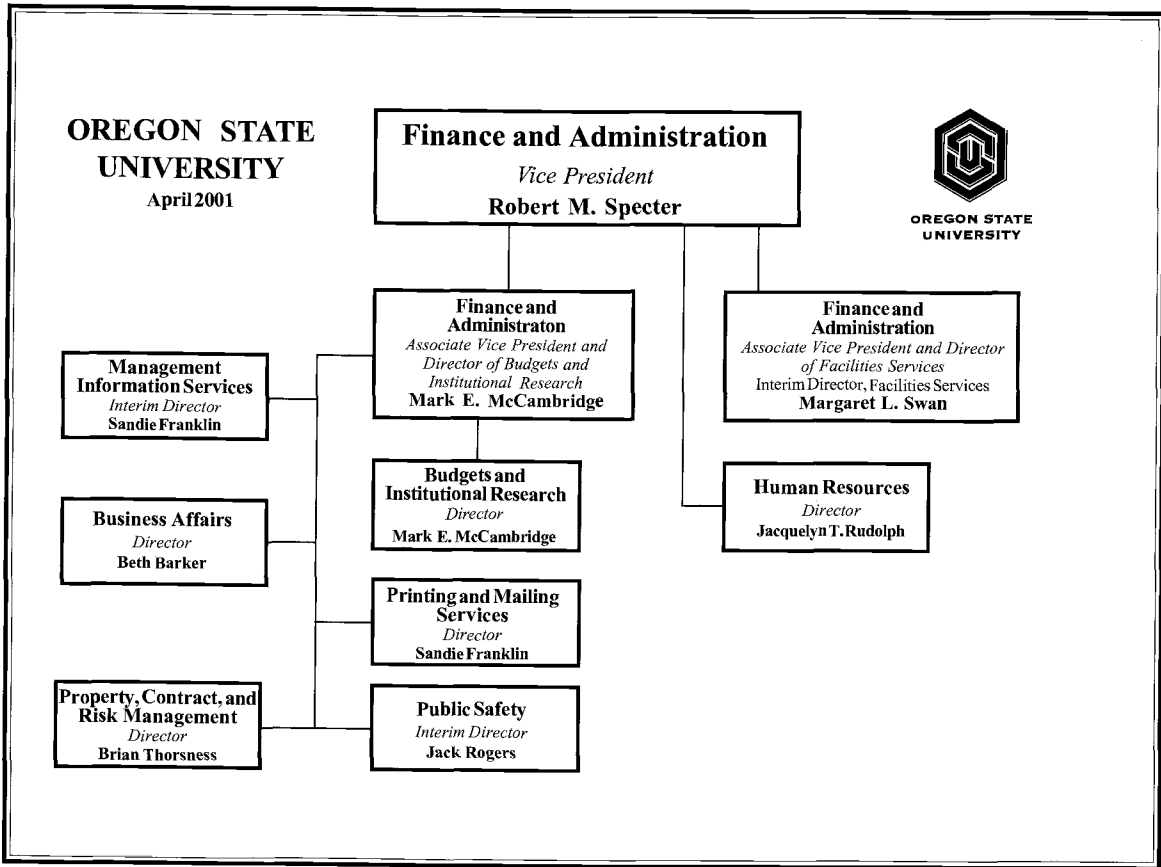 OREGON STATE
UNIVERSITY
April 2001
Finance and Administration
Vice President
Robert M. Specter
OREGON STATE
UNIVERSITY
Finance and
Administraton
Associate Vice President and
Director of Budgets and
Institutional Research
Mark E. McCambridge
Finance and
Administration
Associate Vice President and Director
of Facilities Services
Interim Director, Facilities Services
Margaret L. Swan
Management
Information Services
Interim Director
Sandie Franklin
Budgets and
Institutional Research
Director
Mark E. McCambridge
Human Resources
Director
Jacquelyn T. Rudolph
Business Affairs
Director
Beth Barker
Printing and Mailing
Services
Director
Sandie Franklin
Property, Contract, and
Risk Management
Director
Brian Thorsness
Public Safety
Interim Director
Jack Rogers